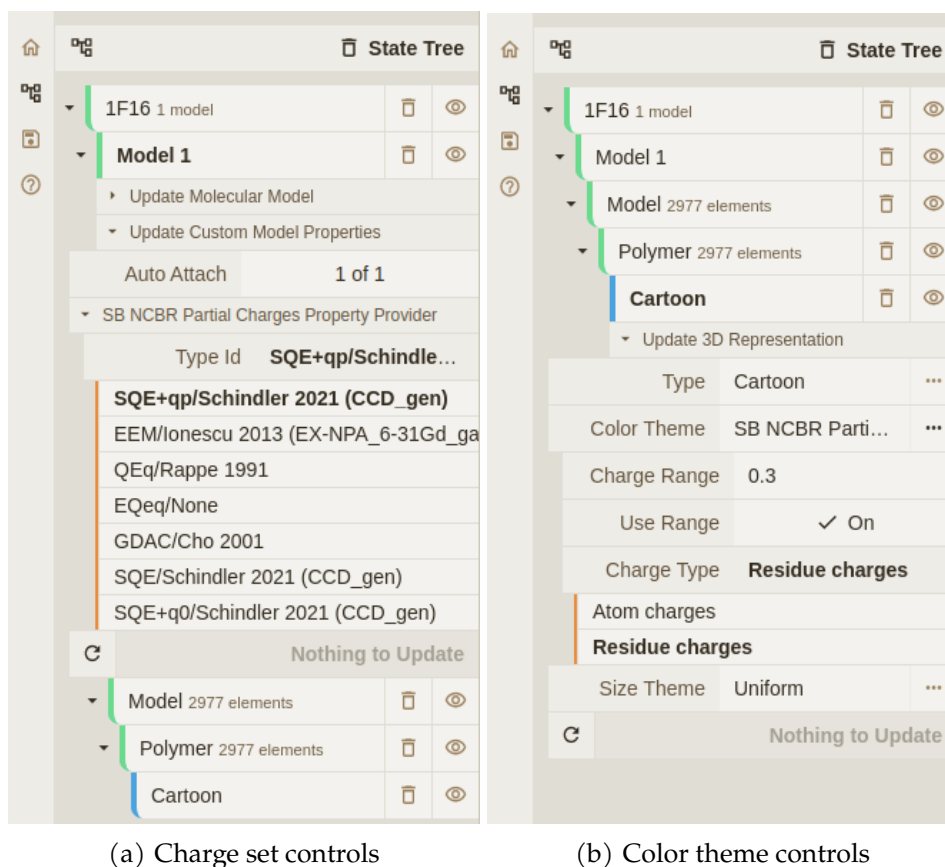 State Tree
1F16 1 model
Model 1
Update Molecular Model
Update Custom Model Properties
Auto Attach 1 of 1
SB NCBR Partial Charges Property Provider
Type Id SQE+qp/Schindle...
SQE+qp/Schindler 2021 (CCD_gen)
EEM/Ionescu 2013 (EX-NPA_6-31Gd_ga
QEq/Rappe 1991
EQeq/None
GDAC/Cho 2001
SQE/Schindler 2021 (CCD_gen)
SQE+q0/Schindler 2021 (CCD_gen)
Nothing to Update
Model 2977 elements
Polymer 2977 elements
Cartoon
(a) Charge set controls
State Tree
1F16 1 model
Model 1
Model 2977 elements
Polymer 2977 elements
Cartoon
Update 3D Representation
Type Cartoon
Color Theme SB NCBR Parti...
Charge Range 0.3
Use Range On
Charge Type Residue charges
Atom charges
Residue charges
Size Theme Uniform
Nothing to Update
(b) Color theme controls